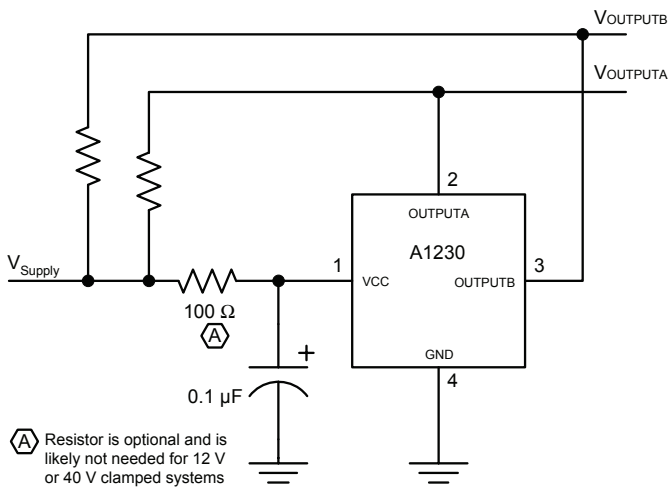 VOUTPUTB
VOUTPUTA
2
OUTPUTA
A1230
VSupply
1
VCC
OUTPUTB
3
100 Ω
A
GND
4
+
0.1 µF
A Resistor is optional and is
likely not needed for 12 V
or 40 V clamped systems